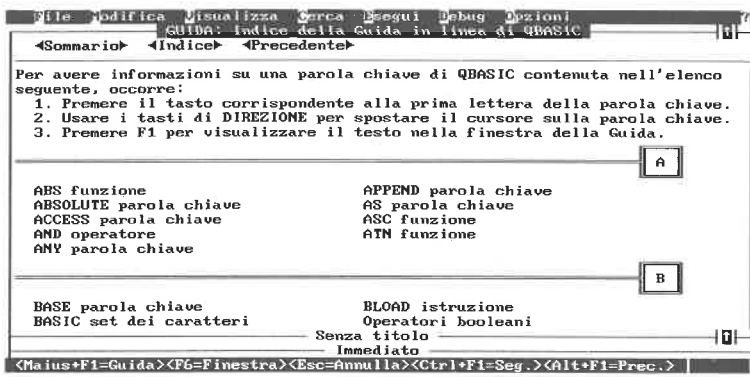 File Modifica Visualizza Cerca Esegui Debug Opzioni ?
GUIDA: Indice della Guida in linea di QBASIC
◄Sommario► ◄Indice► ◄Precedente►
Per avere informazioni su una parola chiave di QBASIC contenuta nell'elenco
seguente, occorre:
1. Premere il tasto corrispondente alla prima lettera della parola chiave.
2. Usare i tasti di DIREZIONE per spostare il cursore sulla parola chiave.
3. Premere F1 per visualizzare il testo nella finestra della Guida.
A
ABS funzione APPEND parola chiave
ABSOLUTE parola chiave AS parola chiave
ACCESS parola chiave ASC funzione
AND operatore ATN funzione
ANY parola chiave
B
BASE parola chiave BLOAD istruzione
BASIC set dei caratteri Operatori booleani
Senza titolo
Immediato
<Maius+F1=Guida><F6=Finestra><Esc=Annulla><Ctrl+F1=Seg.><Alt+F1=Prec.>